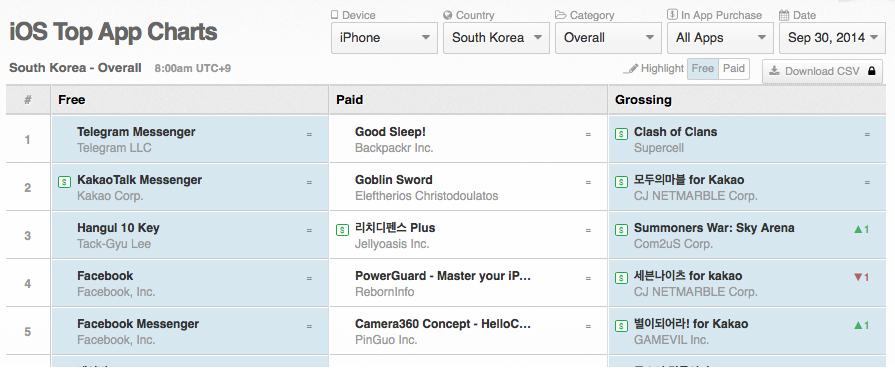 iOS Top App Charts
Device
Country
Category
In App Purchase
Date
iPhone
South Korea
Overall
All Apps
Sep 30, 2014
South Korea - Overall 8:00am UTC+9
Highlight Free Paid
Download CSV
# Free Paid Grossing
1
Telegram Messenger =
Telegram LLC
Good Sleep! =
Backpackr Inc.
$ Clash of Clans =
Supercell
2
$ KakaoTalk Messenger =
Kakao Corp.
Goblin Sword =
Eleftherios Christodoulatos
$ 모두의마블 for Kakao =
CJ NETMARBLE Corp.
3
Hangul 10 Key =
Tack-Gyu Lee
$ 리치디펜스 Plus =
Jellyoasis Inc.
$ Summoners War: Sky Arena ▲1
Com2uS Corp.
4
Facebook =
Facebook, Inc.
PowerGuard - Master your iP... =
RebornInfo
$ 세븐나이츠 for kakao ▼1
CJ NETMARBLE Corp.
5
Facebook Messenger =
Facebook, Inc.
Camera360 Concept - HelloC... =
PinGuo Inc.
$ 별이되어라! for Kakao ▲1
GAMEVIL Inc.